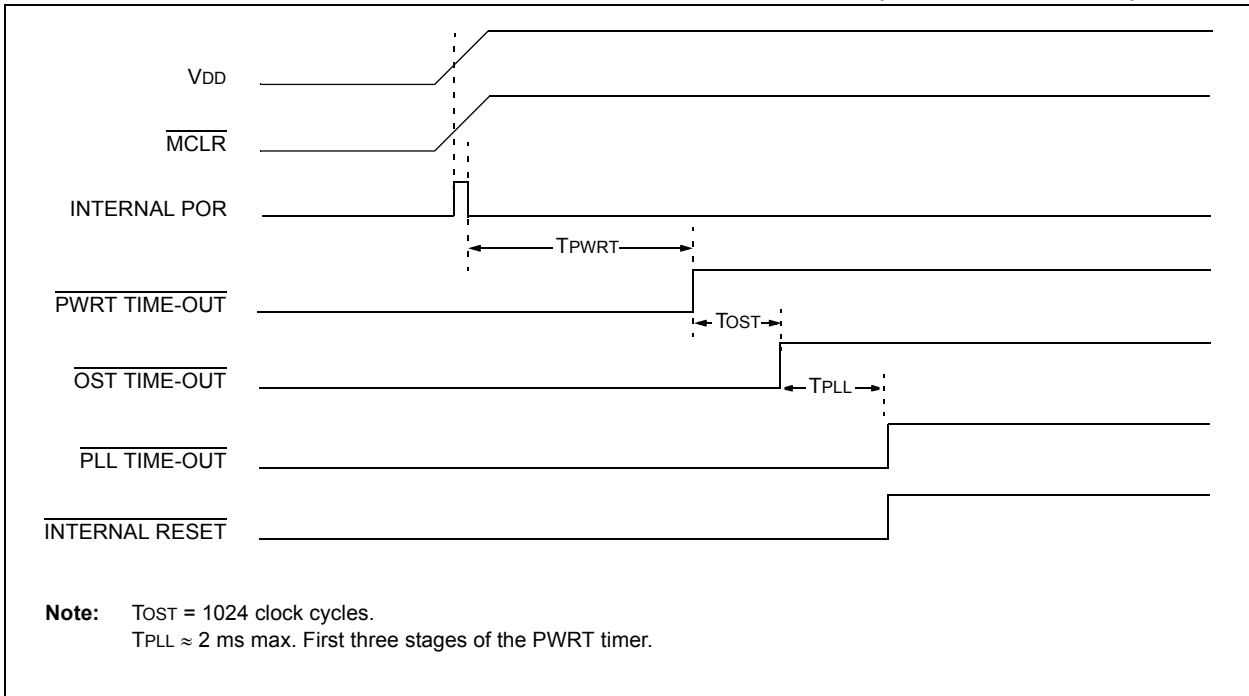 VDD
MCLR
INTERNAL POR
TPWRT
PWRT TIME-OUT
TOST
OST TIME-OUT
TPLL
PLL TIME-OUT
INTERNAL RESET
Note: TOST = 1024 clock cycles.
TPLL ≈ 2 ms max. First three stages of the PWRT timer.